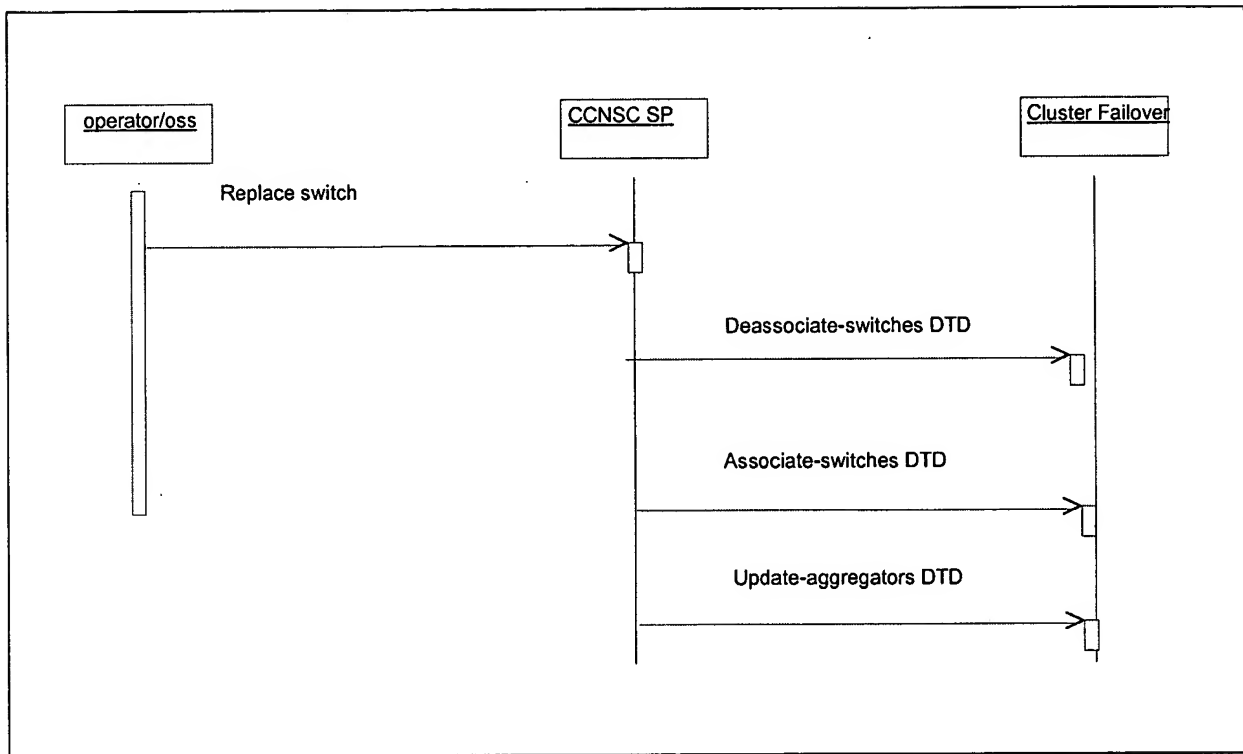 operator/oss
CCNSC SP
Cluster Failover
Replace switch
Deassociate-switches DTD
Associate-switches DTD
Update-aggregators DTD